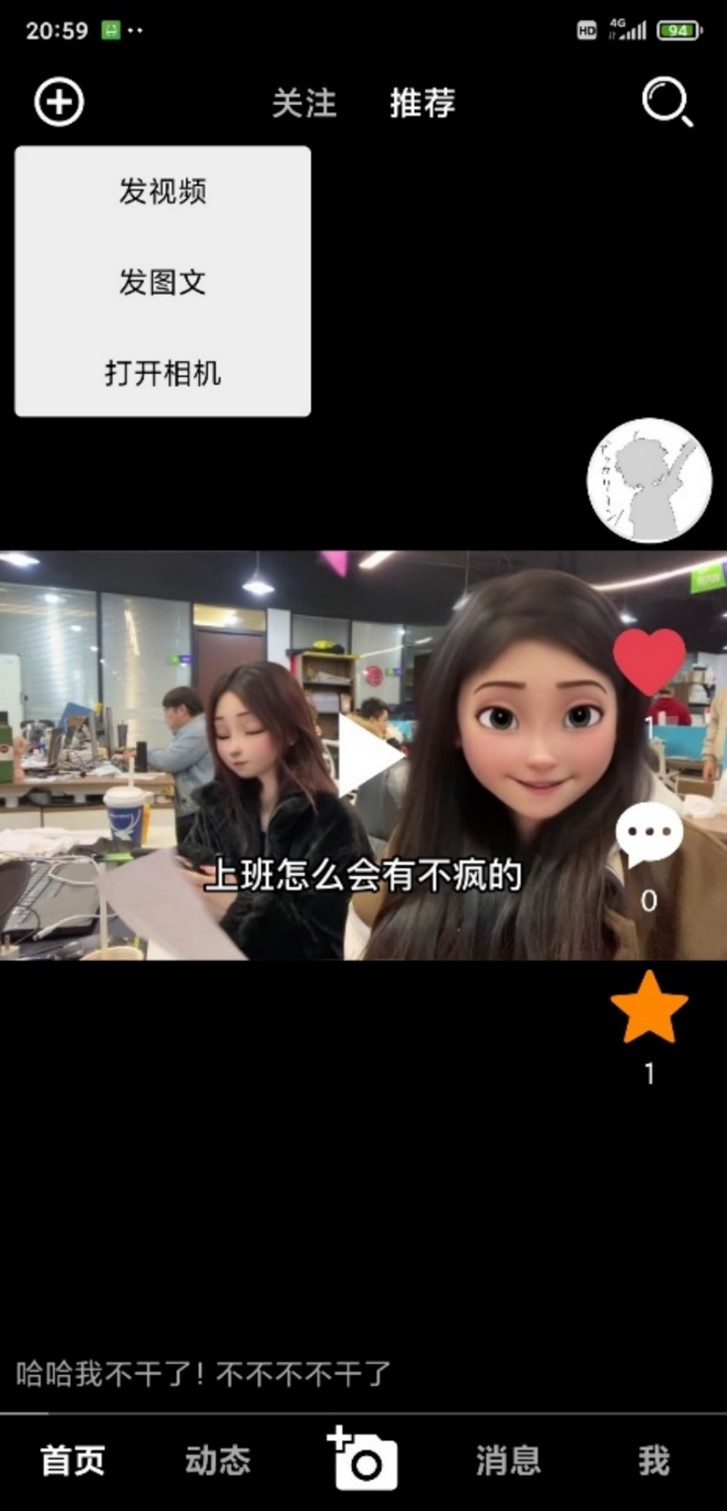 20:59
HD 4G 94
关注 推荐
发视频
发图文
打开相机
1
上班怎么会有不疯的
0
1
哈哈我不干了!不不不不干了
首页 动态 消息 我